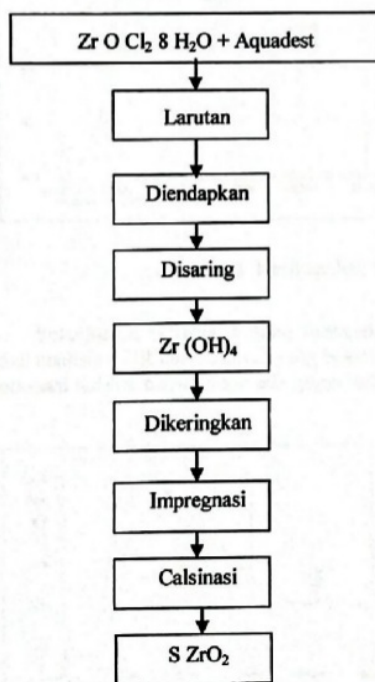 Zr O Cl₂ 8 H₂O + Aquadest
Larutan
Diendapkan
Disaring
Zr (OH)₄
Dikeringkan
Impregnasi
Calsinasi
S ZrO₂